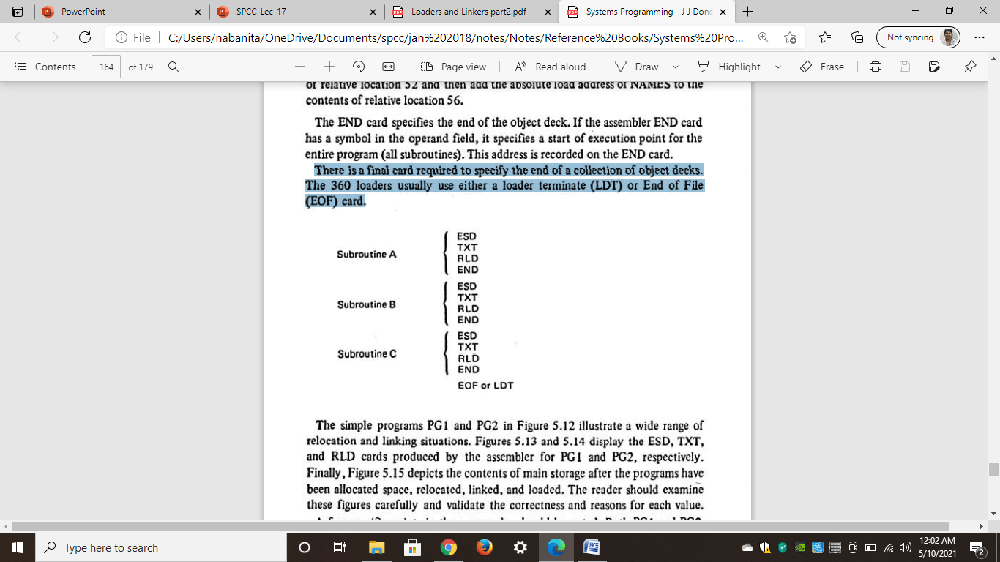 PowerPoint
SPCC-Lec-17
Loaders and Linkers part2.pdf
Systems Programming - J J Dono
File
C:/Users/nabanita/OneDrive/Documents/spcc/jan%202018/notes/Notes/Reference%20Books/Systems%20Pro...
Not syncing
Contents
164
of 179
Page view
Read aloud
Draw
Highlight
Erase
of relative location 52 and then add the absolute load address of NAMES to the
contents of relative location 56.
The END card specifies the end of the object deck. If the assembler END card
has a symbol in the operand field, it specifies a start of execution point for the
entire program (all subroutines). This address is recorded on the END card.
There is a final card required to specify the end of a collection of object decks.
The 360 loaders usually use either a loader terminate (LDT) or End of File
(EOF) card.
ESD
Subroutine A
TXT
RLD
END
ESD
Subroutine B
TXT
RLD
END
ESD
Subroutine C
TXT
RLD
END
EOF or LDT
The simple programs PG1 and PG2 in Figure 5.12 illustrate a wide range of
relocation and linking situations. Figures 5.13 and 5.14 display the ESD, TXT,
and RLD cards produced by the assembler for PG1 and PG2, respectively.
Finally, Figure 5.15 depicts the contents of main storage after the programs have
been allocated space, relocated, linked, and loaded. The reader should examine
these figures carefully and validate the correctness and reasons for each value.
Type here to search
12:02 AM
5/10/2021
2